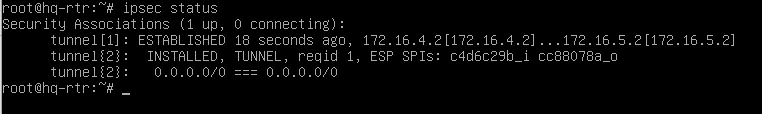 root@hq-rtr:~# ipsec status
Security Associations (1 up, 0 connecting):
      tunnel[1]: ESTABLISHED 18 seconds ago, 172.16.4.2[172.16.4.2]...172.16.5.2[172.16.5.2]
      tunnel{2}:  INSTALLED, TUNNEL, reqid 1, ESP SPIs: c4d6c29b_i cc88078a_o
      tunnel{2}:   0.0.0.0/0 === 0.0.0.0/0
root@hq-rtr:~# _